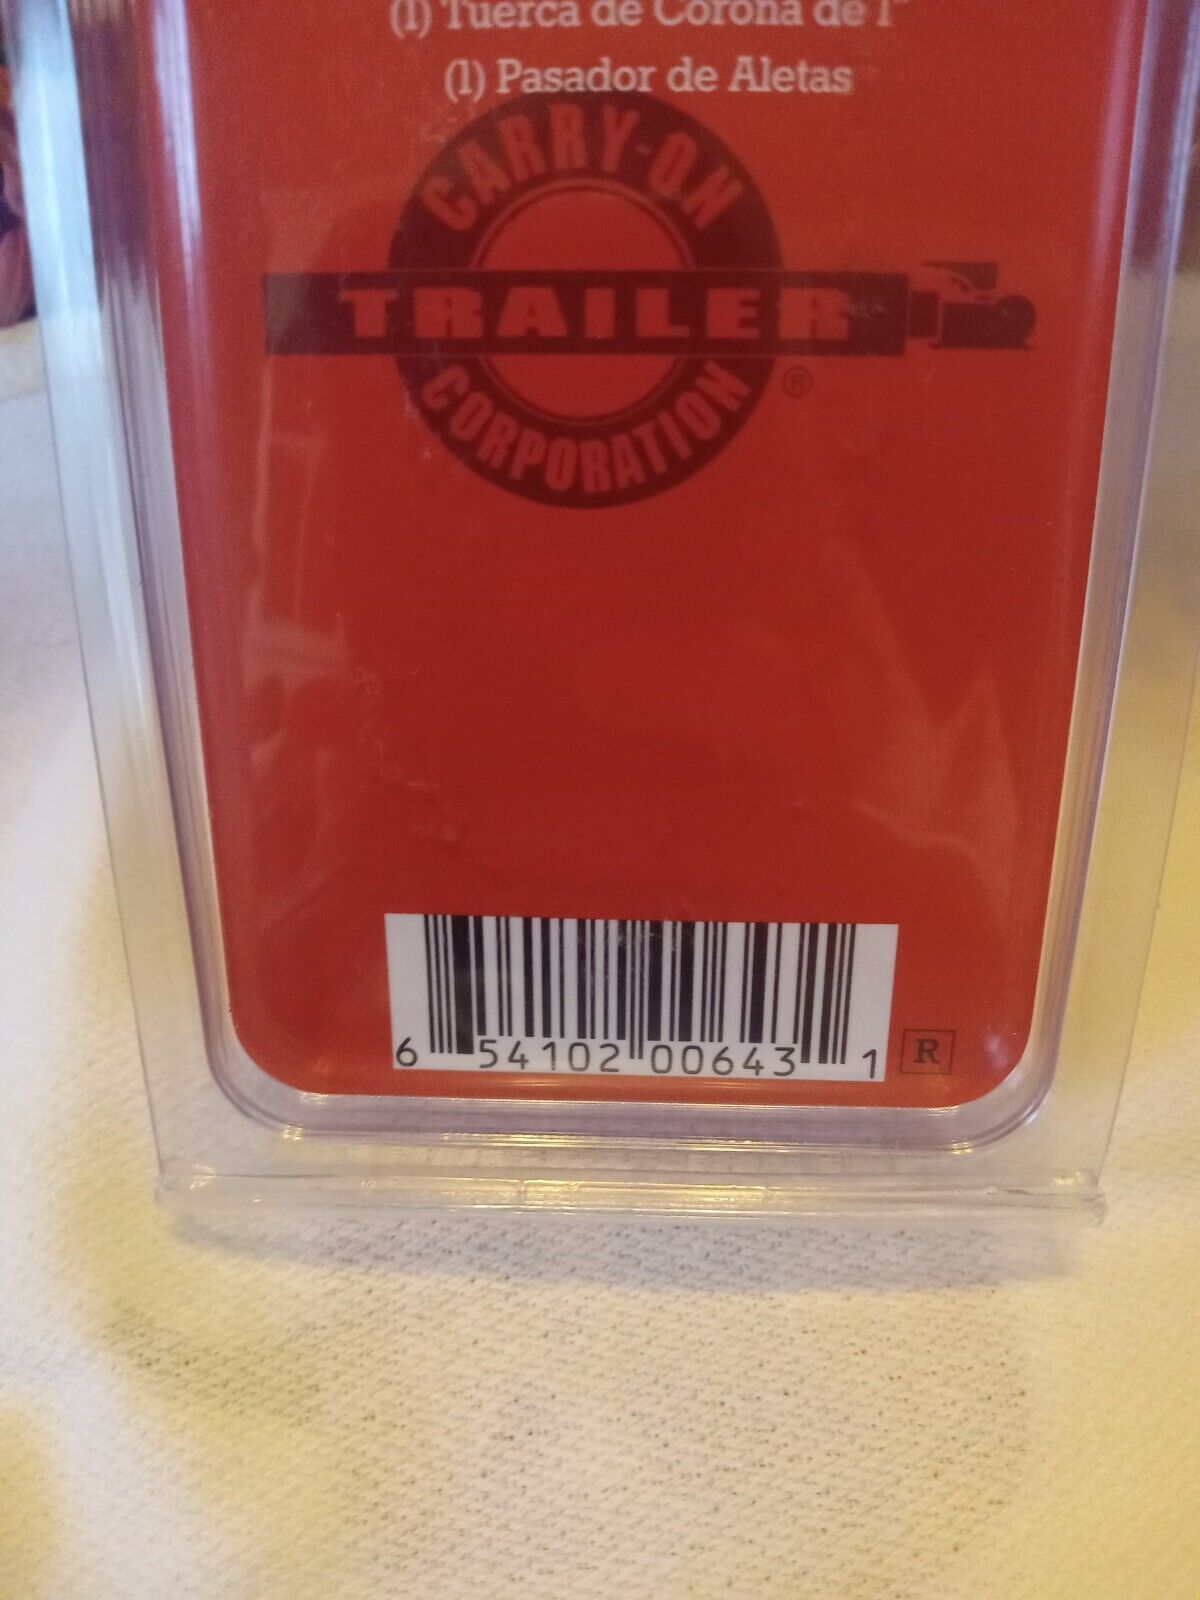 (1) Tuerca de Corona de 1"
(1) Pasador de Aletas
CARRY-ON
TRAILER
CORPORATION
®
6 54102 00643 1
R